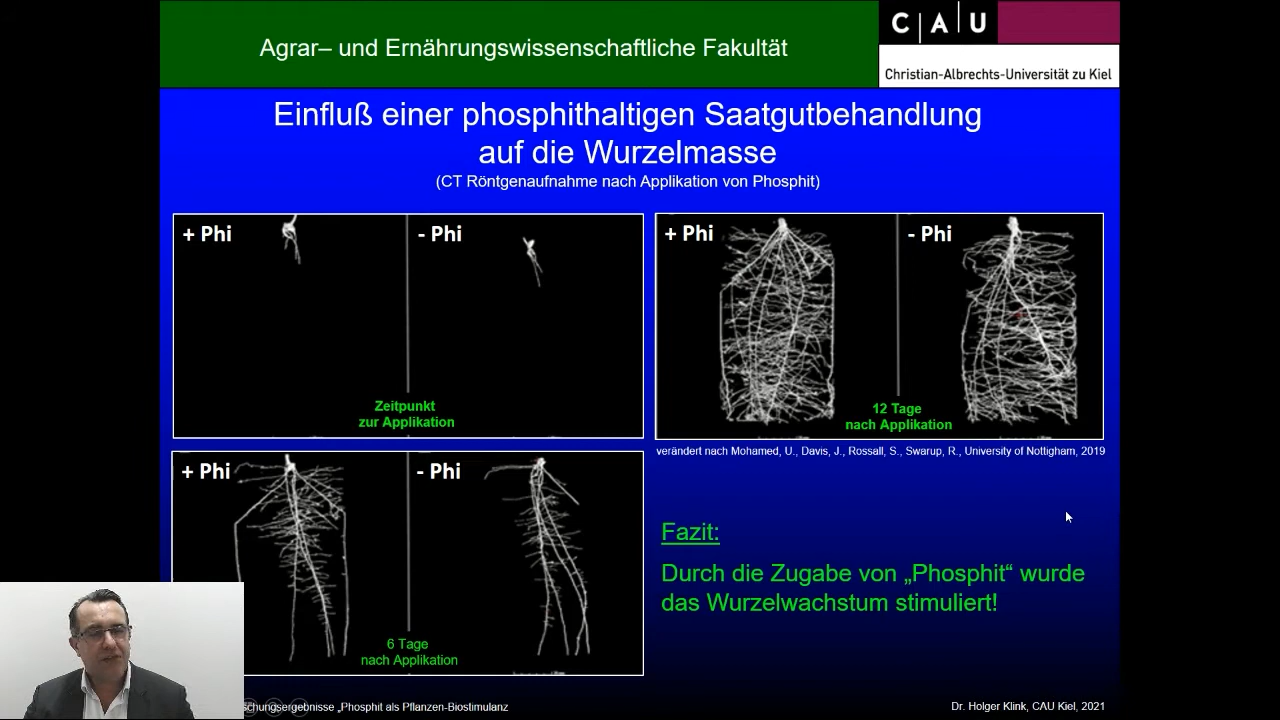 Agrar– und Ernährungswissenschaftliche Fakultät
C | A | U
Christian-Albrechts-Universität zu Kiel
Einfluß einer phosphithaltigen Saatgutbehandlung
auf die Wurzelmasse
(CT Röntgenaufnahme nach Applikation von Phosphit)
+ Phi
- Phi
Zeitpunkt
zur Applikation
+ Phi
- Phi
12 Tage
nach Applikation
verändert nach Mohamed, U., Davis, J., Rossall, S., Swarup, R., University of Nottigham, 2019
+ Phi
- Phi
6 Tage
nach Applikation
Fazit:
Durch die Zugabe von „Phosphit“ wurde
das Wurzelwachstum stimuliert!
schungsergebnisse „Phosphit als Pflanzen-Biostimulanz
Dr. Holger Klink, CAU Kiel, 2021